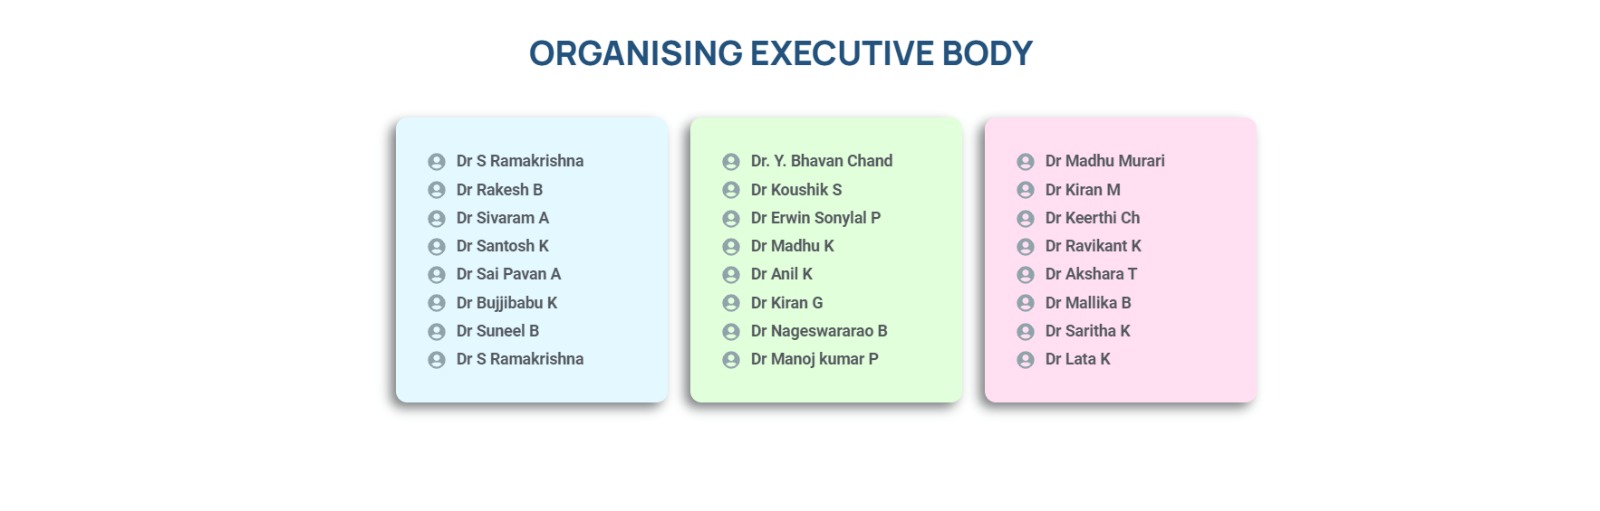 ORGANISING EXECUTIVE BODY
Dr S Ramakrishna
Dr Rakesh B
Dr Sivaram A
Dr Santosh K
Dr Sai Pavan A
Dr Bujjibabu K
Dr Suneel B
Dr S Ramakrishna
Dr. Y. Bhavan Chand
Dr Koushik S
Dr Erwin Sonylal P
Dr Madhu K
Dr Anil K
Dr Kiran G
Dr Nageswararao B
Dr Manoj kumar P
Dr Madhu Murari
Dr Kiran M
Dr Keerthi Ch
Dr Ravikant K
Dr Akshara T
Dr Mallika B
Dr Saritha K
Dr Lata K